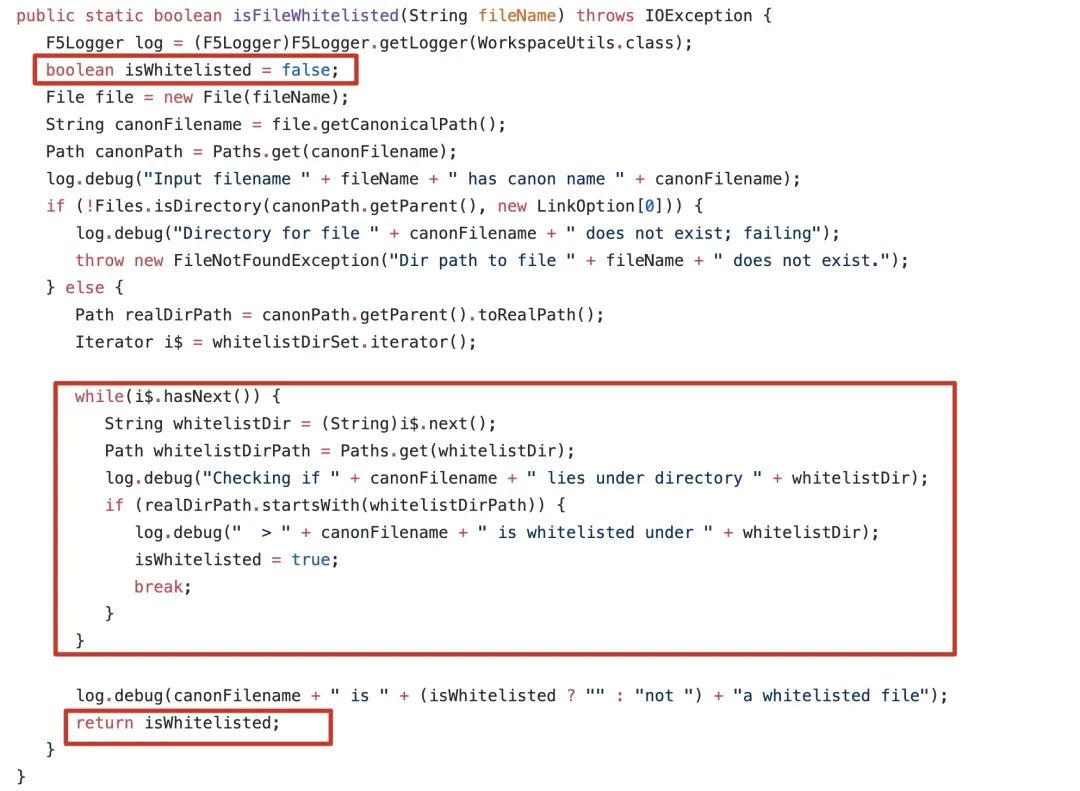 public static boolean isFileWhitelisted(String fileName) throws IOException {
F5Logger log = (F5Logger)F5Logger.getLogger(WorkspaceUtils.class);
boolean isWhitelisted = false;
File file = new File(fileName);
String canonFilename = file.getCanonicalPath();
Path canonPath = Paths.get(canonFilename);
log.debug("Input filename " + fileName + " has canon name " + canonFilename);
if (!Files.isDirectory(canonPath.getParent(), new LinkOption[0])) {
log.debug("Directory for file " + canonFilename + " does not exist; failing");
throw new FileNotFoundException("Dir path to file " + fileName + " does not exist.");
} else {
Path realDirPath = canonPath.getParent().toRealPath();
Iterator i$ = whitelistDirSet.iterator();
while(i$.hasNext()) {
String whitelistDir = (String)i$.next();
Path whitelistDirPath = Paths.get(whitelistDir);
log.debug("Checking if " + canonFilename + " lies under directory " + whitelistDir);
if (realDirPath.startsWith(whitelistDirPath)) {
log.debug("  > " + canonFilename + " is whitelisted under " + whitelistDir);
isWhitelisted = true;
break;
}
}
log.debug(canonFilename + " is " + (isWhitelisted ? "" : "not ") + "a whitelisted file");
return isWhitelisted;
}
}